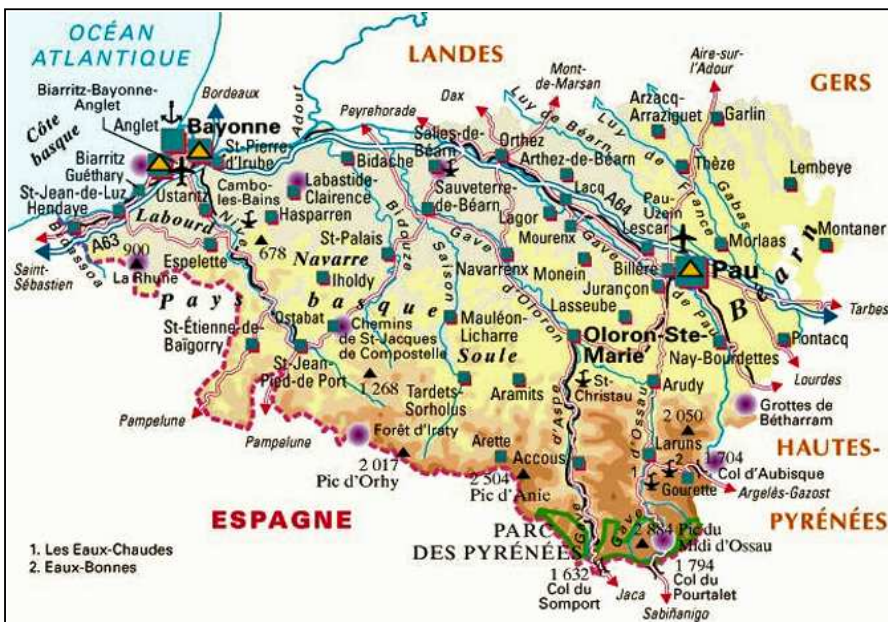 OCÉAN
ATLANTIQUE
LANDES
GERS
HAUTES-
PYRÉNÉES
ESPAGNE
Biarritz-Bayonne-
Anglet
Bordeaux
Côte
basque
Anglet
Bayonne
Biarritz
Guéthary
St-Jean-de-Luz
Hendaye
St-Pierre-
d'Irube
Adour
Peyrehorade
Dax
Mont-
de-Marsan
Aire-sur-
l'Adour
Luy
de Béarn
Luy de
Arzacq-
Arraziguet
Garlin
Salies-de-
Béarn
Orthez
Arthez-de-Béarn
Thèze
Lembeye
Bidache
Labastide-
Clairence
Cambo-
les-Bains
Hasparren
Sauveterre-
de-Béarn
Lacq
A64
Pau-
Uzein
Lescar
France
Gabas
Lagor
Mourenx
Morlaas
Montaner
Ustantz
Labourd
Nive
A63
900
Bidassoa
Saint-
Sébastien
La Rhune
Espelette
678
St-Palais
Navarre
Iholdy
Bidouze
Saison
Gave
d'Oloron
Navarrenx
Monein
Gave
de Pau
Billère
Pau
Jurançon
Lasseube
Béarn
Tarbes
Pays
basque
Ostabat
St-Étienne-de-
Baïgorry
Chemins
de St-Jacques
de Compostelle
Mauléon-
Licharre
Soule
Oloron-Ste-
Marie
Nay-Bourdettes
Pontacq
St-Jean-
Pied-de-Port
1 268
Tardets-
Sorholus
Aramits
St-
Christau
Arudy
Lourdes
Pampelune
Pampelune
Forêt d'Iraty
2 017
Pic d'Orhy
Arette
2 504
Pic d'Anie
Accous
d'Aspe
Gave
d'Ossau
Gave
2 050
Laruns
1
2
Gourette
1 704
Col d'Aubisque
Argelès-Gazost
Grottes de
Bétharram
PARC
DES PYRÉNÉES
2 884 Pic du
Midi d'Ossau
1 632
Col du
Somport
Jaca
1 794
Col du
Pourtalet
Sabiñanigo
1. Les Eaux-Chaudes
2. Eaux-Bonnes